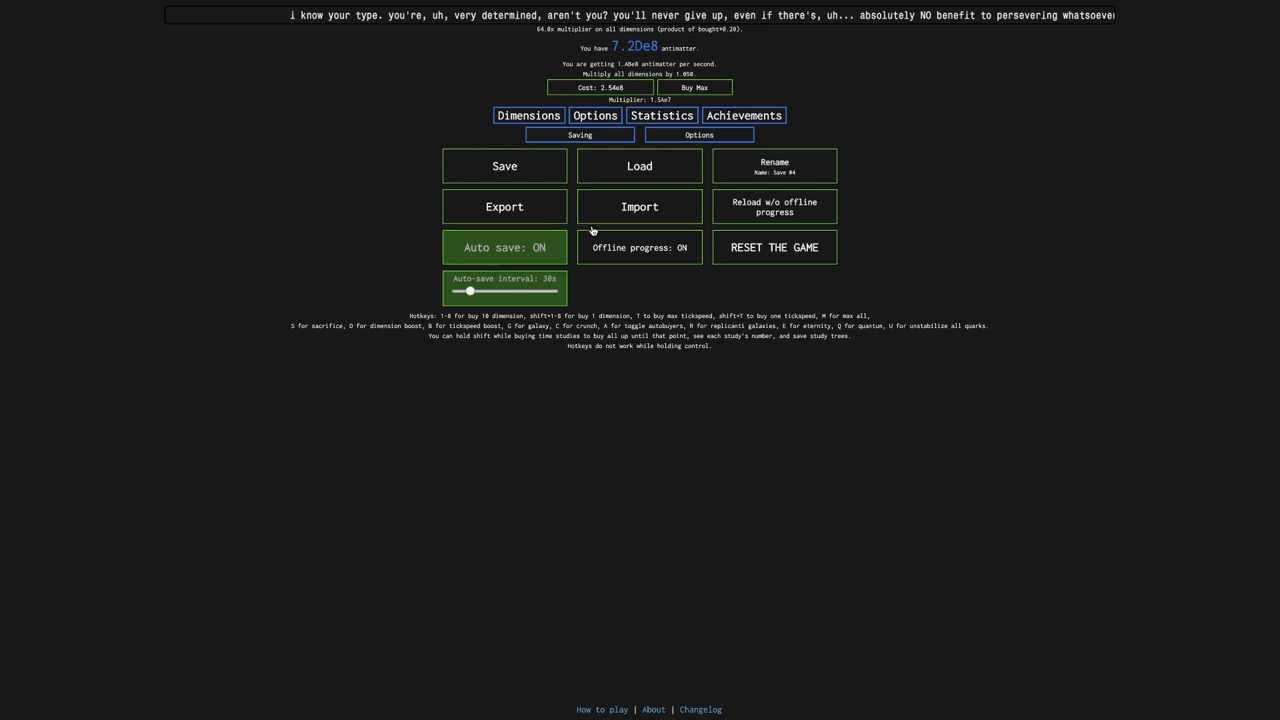 i know your type. you're, uh, very determined, aren't you? you'll never give up, even if there's, uh... absolutely NO benefit to persevering whatsoever
64.0x multiplier on all dimensions (product of bought*0.20).
You have 7.2De8 antimatter.
You are getting 1.ABe8 antimatter per second.
Multiply all dimensions by 1.050.
Cost: 2.54e8 Buy Max
Multiplier: 1.5Ae7
Dimensions Options Statistics Achievements
Saving Options
Save Load Rename
Name: Save #4
Export Import Reload w/o offline
progress
Auto save: ON Offline progress: ON RESET THE GAME
Auto-save interval: 30s
Hotkeys: 1-8 for buy 10 dimension, shift+1-8 for buy 1 dimension, T to buy max tickspeed, shift+T to buy one tickspeed, M for max all,
S for sacrifice, D for dimension boost, B for tickspeed boost, G for galaxy, C for crunch, A for toggle autobuyers, R for replicanti galaxies, E for eternity, Q for quantum, U for unstabilize all quarks.
You can hold shift while buying time studies to buy all up until that point, see each study's number, and save study trees.
Hotkeys do not work while holding control.
How to play | About | Changelog